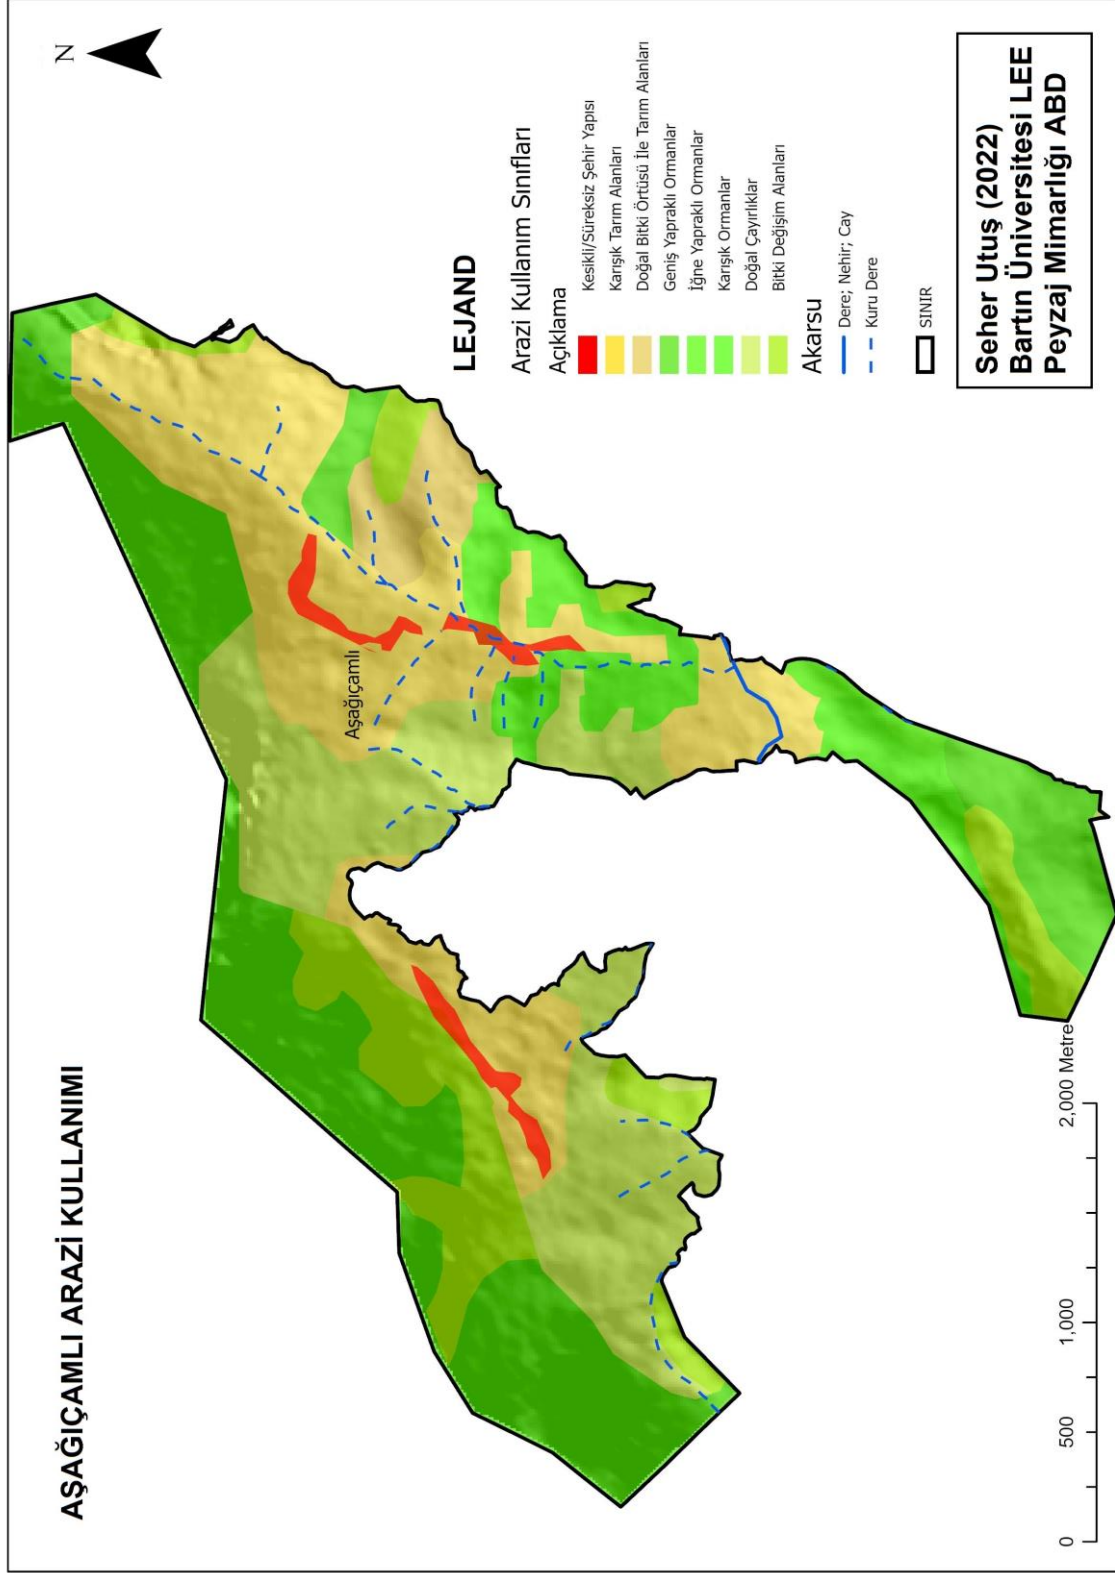 AŞAĞIÇAMLI ARAZİ KULLANIMI
N
Aşağıçamlı
LEJAND
Arazi Kullanım Sınıfları
Açıklama
Kesikli/Süreksiz Şehir Yapısı
Karışık Tarım Alanları
Doğal Bitki Örtüsü İle Tarım Alanları
Geniş Yapraklı Ormanlar
İğne Yapraklı Ormanlar
Karışık Ormanlar
Doğal Çayırlıklar
Bitki Değişim Alanları
Akarsu
Dere; Nehir; Cay
Kuru Dere
SINIR
0 500 1,000 2,000 Metre
Seher Utuş (2022)
Bartın Üniversitesi LEE
Peyzaj Mimarlığı ABD